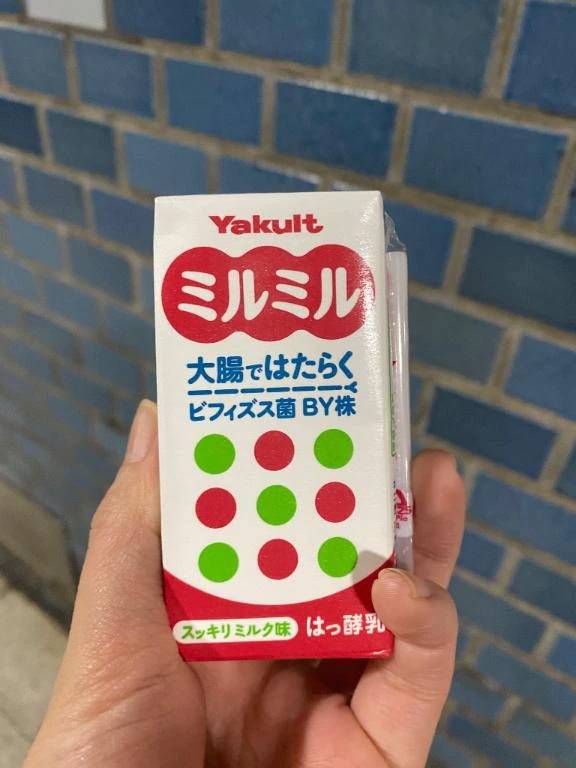 Yakult
ミルミル
大腸ではたらく
ビフィズス菌 BY株
スッキリミルク味 はっ酵乳